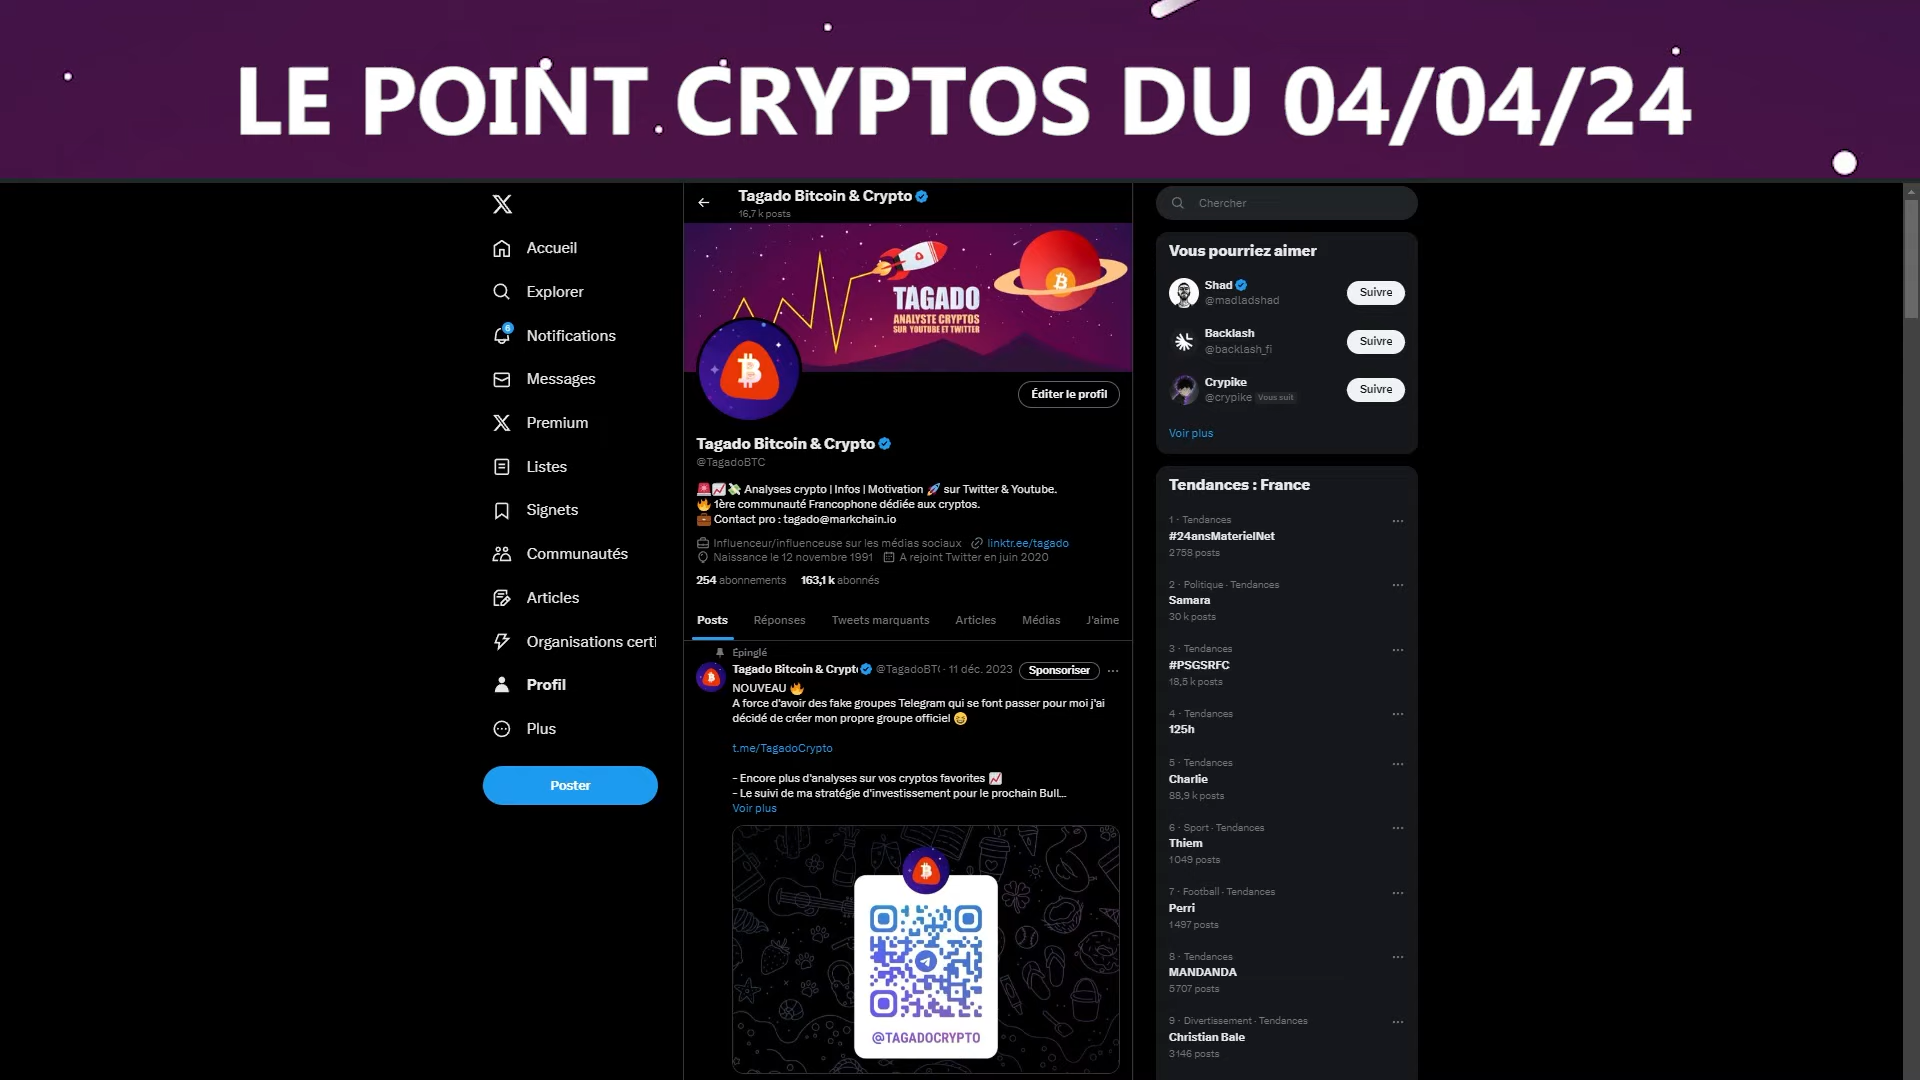 LE POINT CRYPTOS DU 04/04/24
Accueil
Explorer
6
Notifications
Messages
Premium
Listes
Signets
Communautés
Articles
Organisations certi
Profil
Plus
Poster
Tagado Bitcoin & Crypto
16,7 k posts
TAGADO
ANALYSTE CRYPTOS
SUR YOUTUBE ET TWITTER
Éditer le profil
Tagado Bitcoin & Crypto
@TagadoBTC
Analyses crypto | Infos | Motivation 🚀 sur Twitter & Youtube.
1ère communauté Francophone dédiée aux cryptos.
Contact pro : tagado@markchain.io
Influenceur/influenceuse sur les médias sociaux linktr.ee/tagado
Naissance le 12 novembre 1991 A rejoint Twitter en juin 2020
254 abonnements 163,1 k abonnés
Posts Réponses Tweets marquants Articles Médias J'aime
Épinglé
Tagado Bitcoin & Crypt @TagadoBT · 11 déc. 2023 Sponsoriser
NOUVEAU 🔥
A force d'avoir des fake groupes Telegram qui se font passer pour moi j'ai
décidé de créer mon propre groupe officiel 😆
t.me/TagadoCrypto
- Encore plus d'analyses sur vos cryptos favorites 📈
- Le suivi de ma stratégie d'investissement pour le prochain Bull...
Voir plus
@TAGADOCRYPTO
Chercher
Vous pourriez aimer
Shad
@madladshad
Suivre
Backlash
@backlash_fi
Suivre
Crypike
@crypike Vous suit
Suivre
Voir plus
Tendances : France
1 · Tendances
#24ansMaterielNet
2758 posts
2 · Politique · Tendances
Samara
30 k posts
3 · Tendances
#PSGSRFC
18,5 k posts
4 · Tendances
125h
5 · Tendances
Charlie
88,9 k posts
6 · Sport · Tendances
Thiem
1 049 posts
7 · Football · Tendances
Perri
1 497 posts
8 · Tendances
MANDANDA
5707 posts
9 · Divertissement · Tendances
Christian Bale
3146 posts